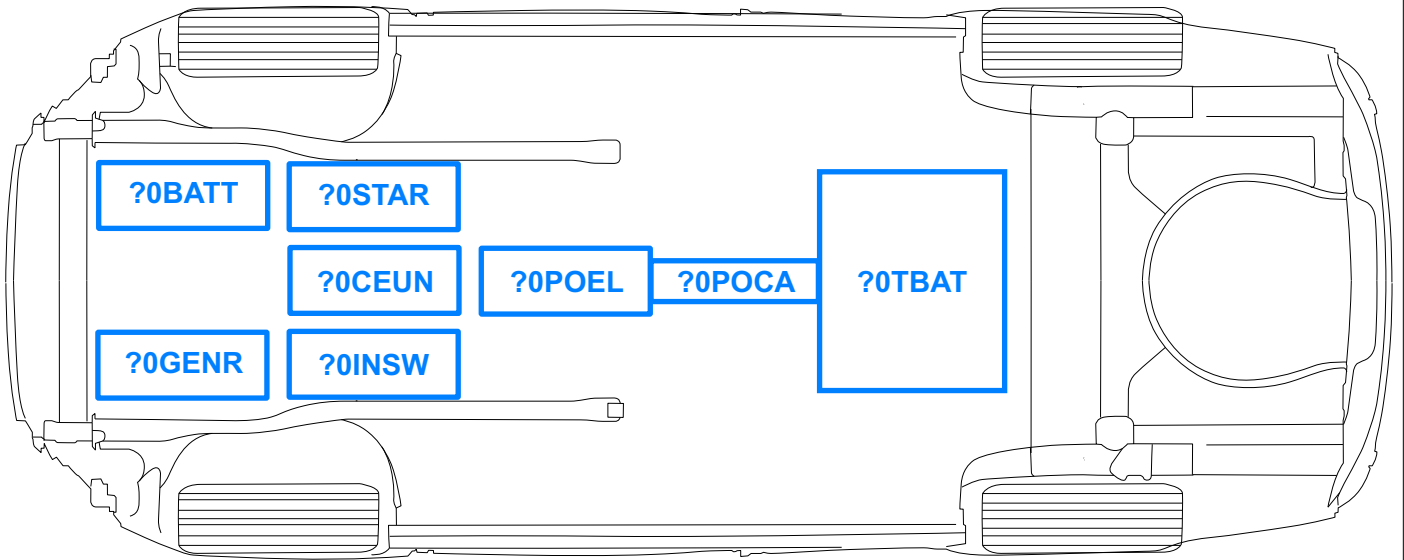 ?0BATT
?0STAR
?0CEUN
?0POEL
?0POCA
?0TBAT
?0GENR
?0INSW